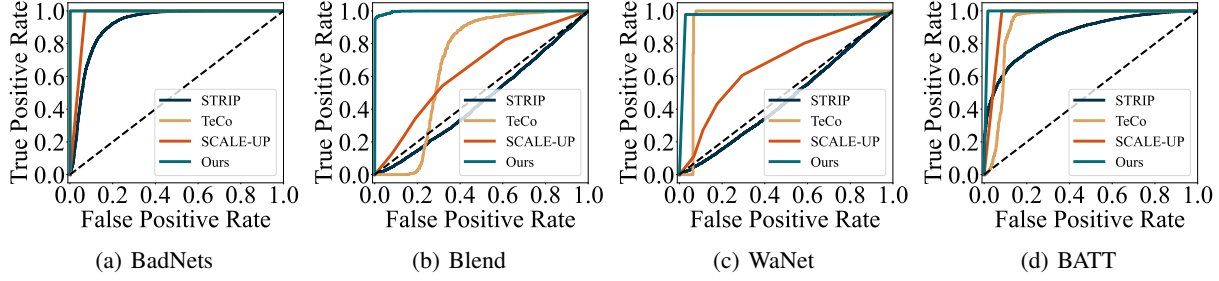 True Positive Rate
1.0
0.8
0.6
0.4
0.2
0.0
STRIP
TeCo
SCALE-UP
Ours
0.0 0.2 0.4 0.6 0.8 1.0
False Positive Rate
(a) BadNets
True Positive Rate
1.0
0.8
0.6
0.4
0.2
0.0
STRIP
TeCo
SCALE-UP
Ours
0.0 0.2 0.4 0.6 0.8 1.0
False Positive Rate
(b) Blend
True Positive Rate
1.0
0.8
0.6
0.4
0.2
0.0
STRIP
TeCo
SCALE-UP
Ours
0.0 0.2 0.4 0.6 0.8 1.0
False Positive Rate
(c) WaNet
True Positive Rate
1.0
0.8
0.6
0.4
0.2
0.0
STRIP
TeCo
SCALE-UP
Ours
0.0 0.2 0.4 0.6 0.8 1.0
False Positive Rate
(d) BATT